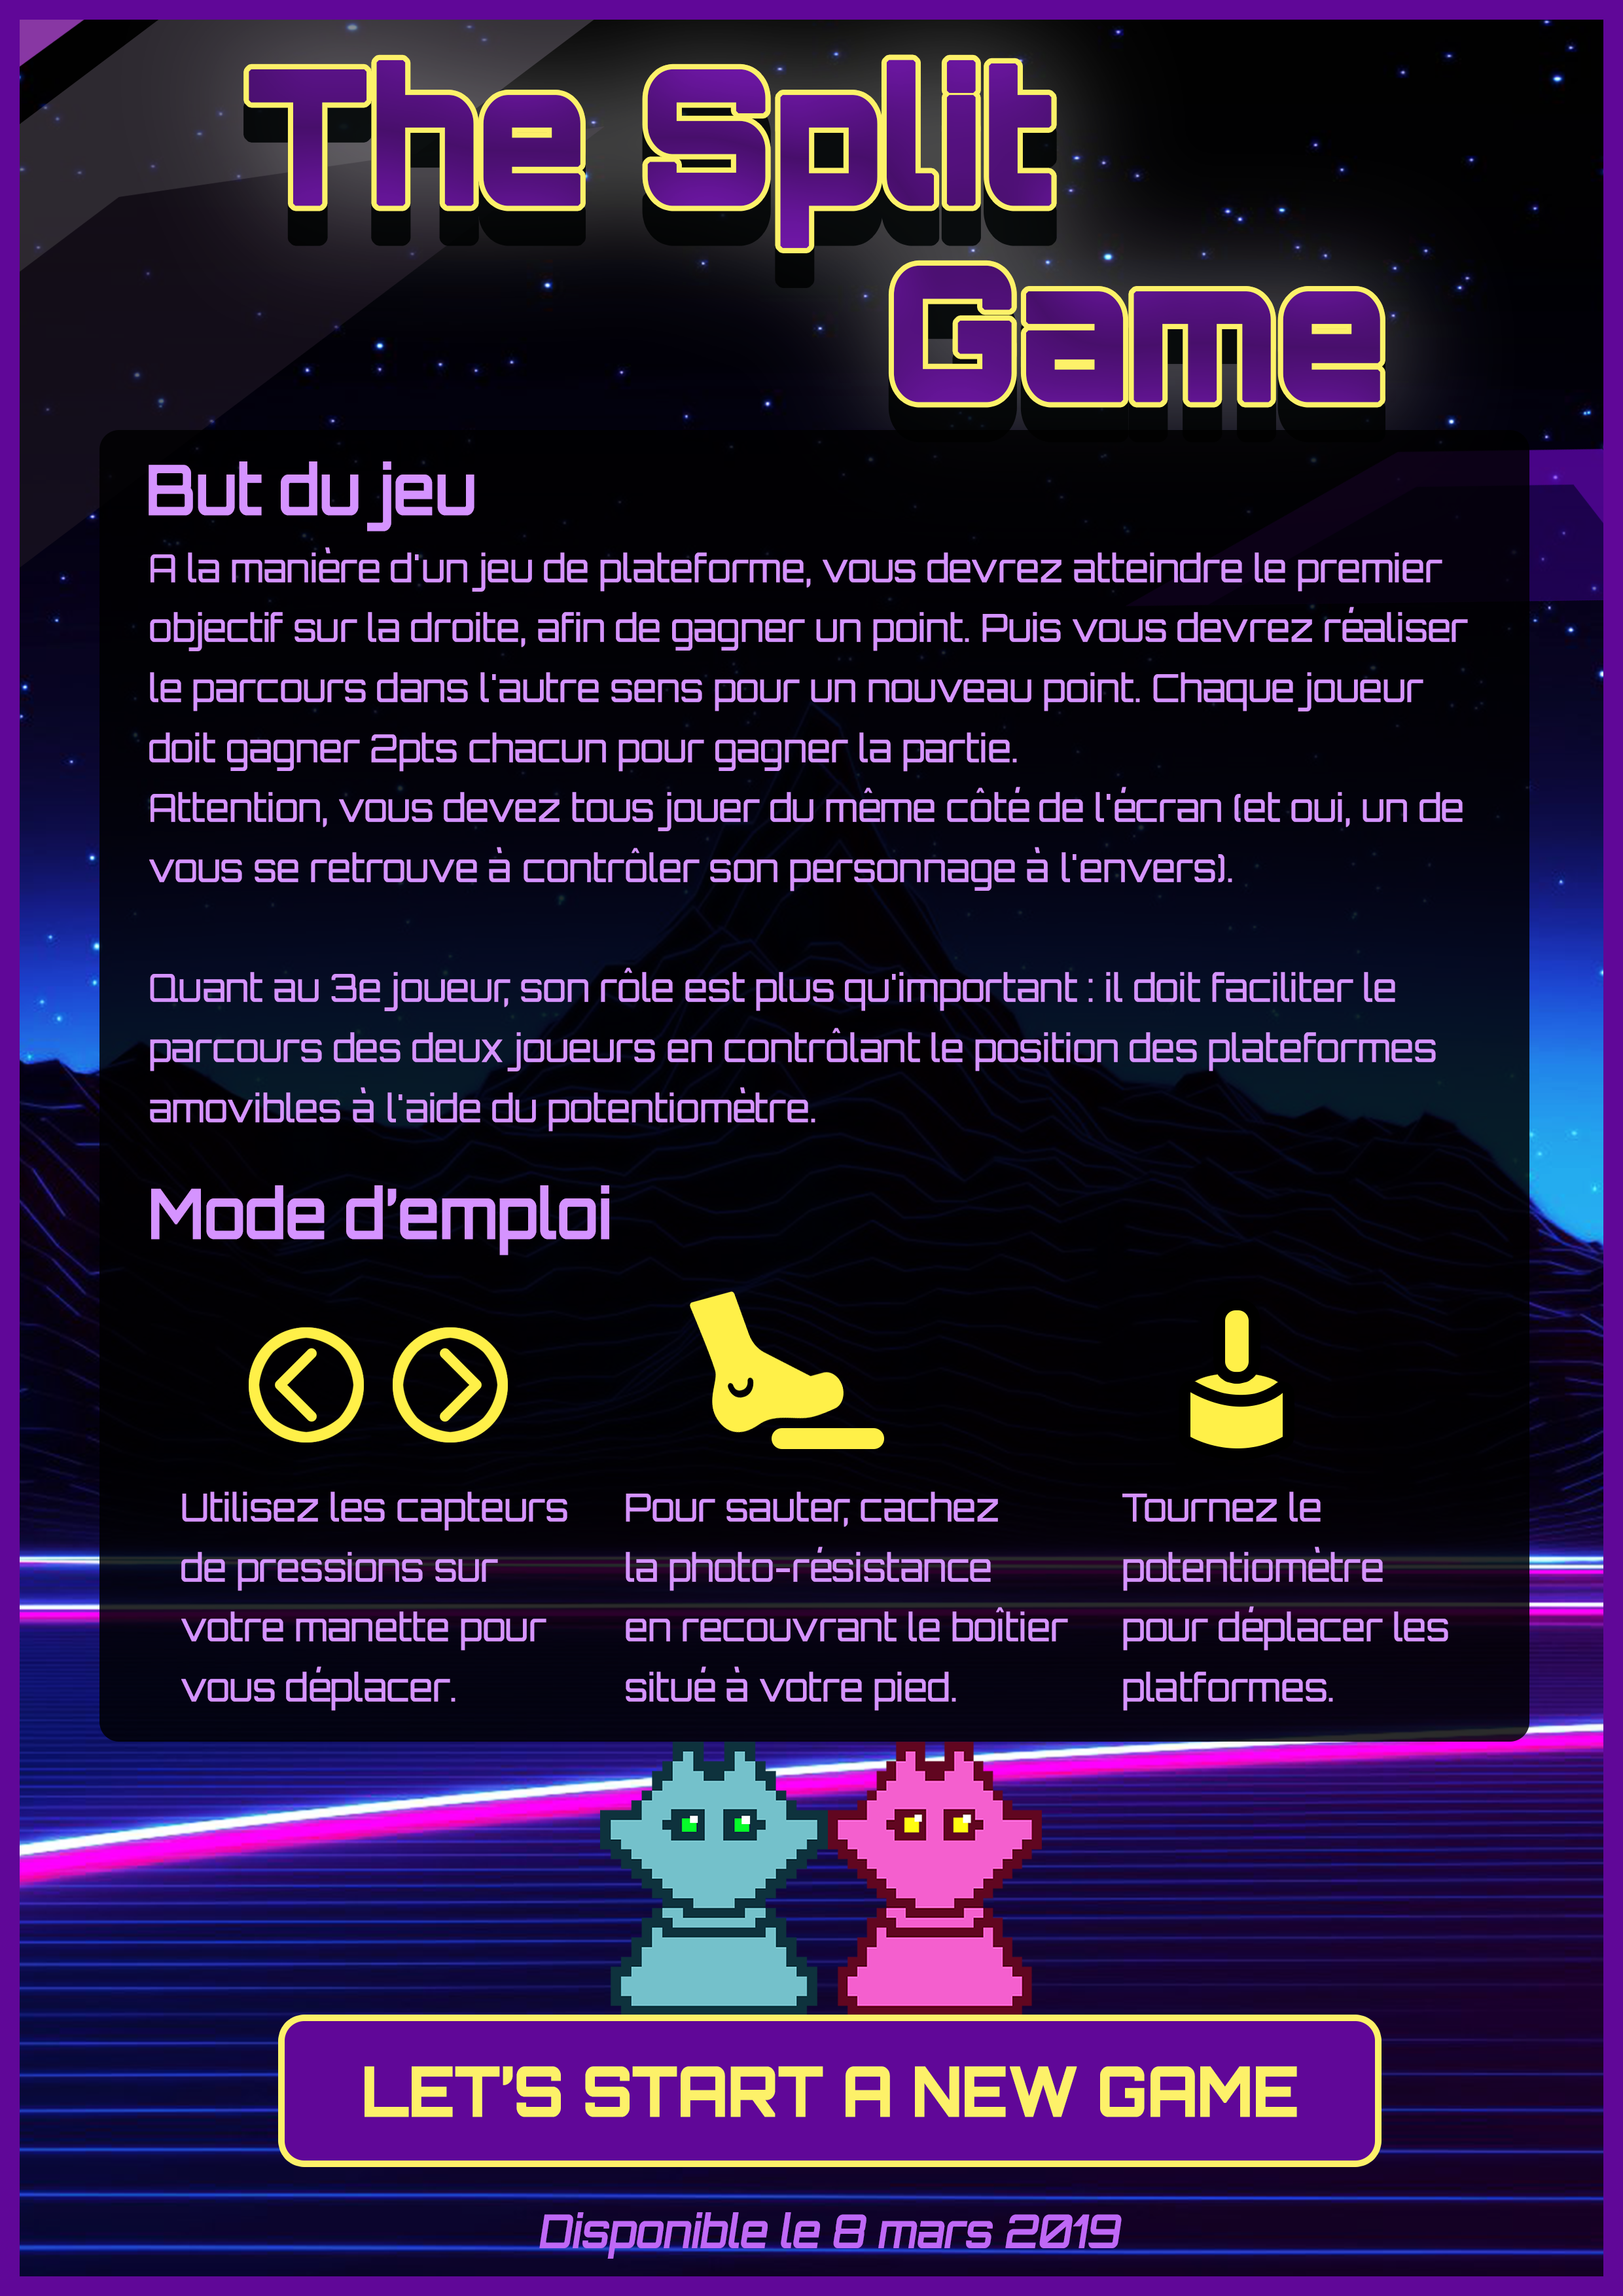 The Split
Game
But du jeu
A la manière d'un jeu de plateforme, vous devrez atteindre le premier
objectif sur la droite, afin de gagner un point. Puis vous devrez réaliser
le parcours dans l'autre sens pour un nouveau point. Chaque joueur
doit gagner 2pts chacun pour gagner la partie.
Attention, vous devez tous jouer du même côté de l'écran (et oui, un de
vous se retrouve à contrôler son personnage à l'envers).
Quant au 3e joueur, son rôle est plus qu'important : il doit faciliter le
parcours des deux joueurs en contrôlant le position des plateformes
amovibles à l'aide du potentiomètre.
Mode d'emploi
Utilisez les capteurs
de pressions sur
votre manette pour
vous déplacer.
Pour sauter, cachez
la photo-résistance
en recouvrant le boîtier
situé à votre pied.
Tournez le
potentiomètre
pour déplacer les
platformes.
LET'S START A NEW GAME
Disponible le 8 mars 2019